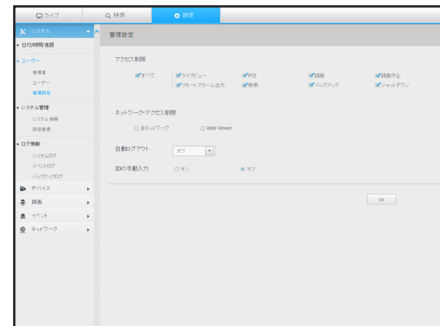 ライブ
検索
設定
システム
管理設定
日付/時刻/言語
ユーザー
管理者
ユーザー
管理設定
システム管理
システム情報
設定管理
ログ情報
システムログ
イベントログ
バックアップログ
デバイス
録画
イベント
ネットワーク
アクセス制限
すべて ライブビュー PTZ 録画 録画中止
リモートアラーム出力 検索 バックアップ シャットダウン
ネットワークアクセス制限
全ネットワーク Web Viewer
自動ログアウト オフ
IDの手動入力 オン オフ
OK